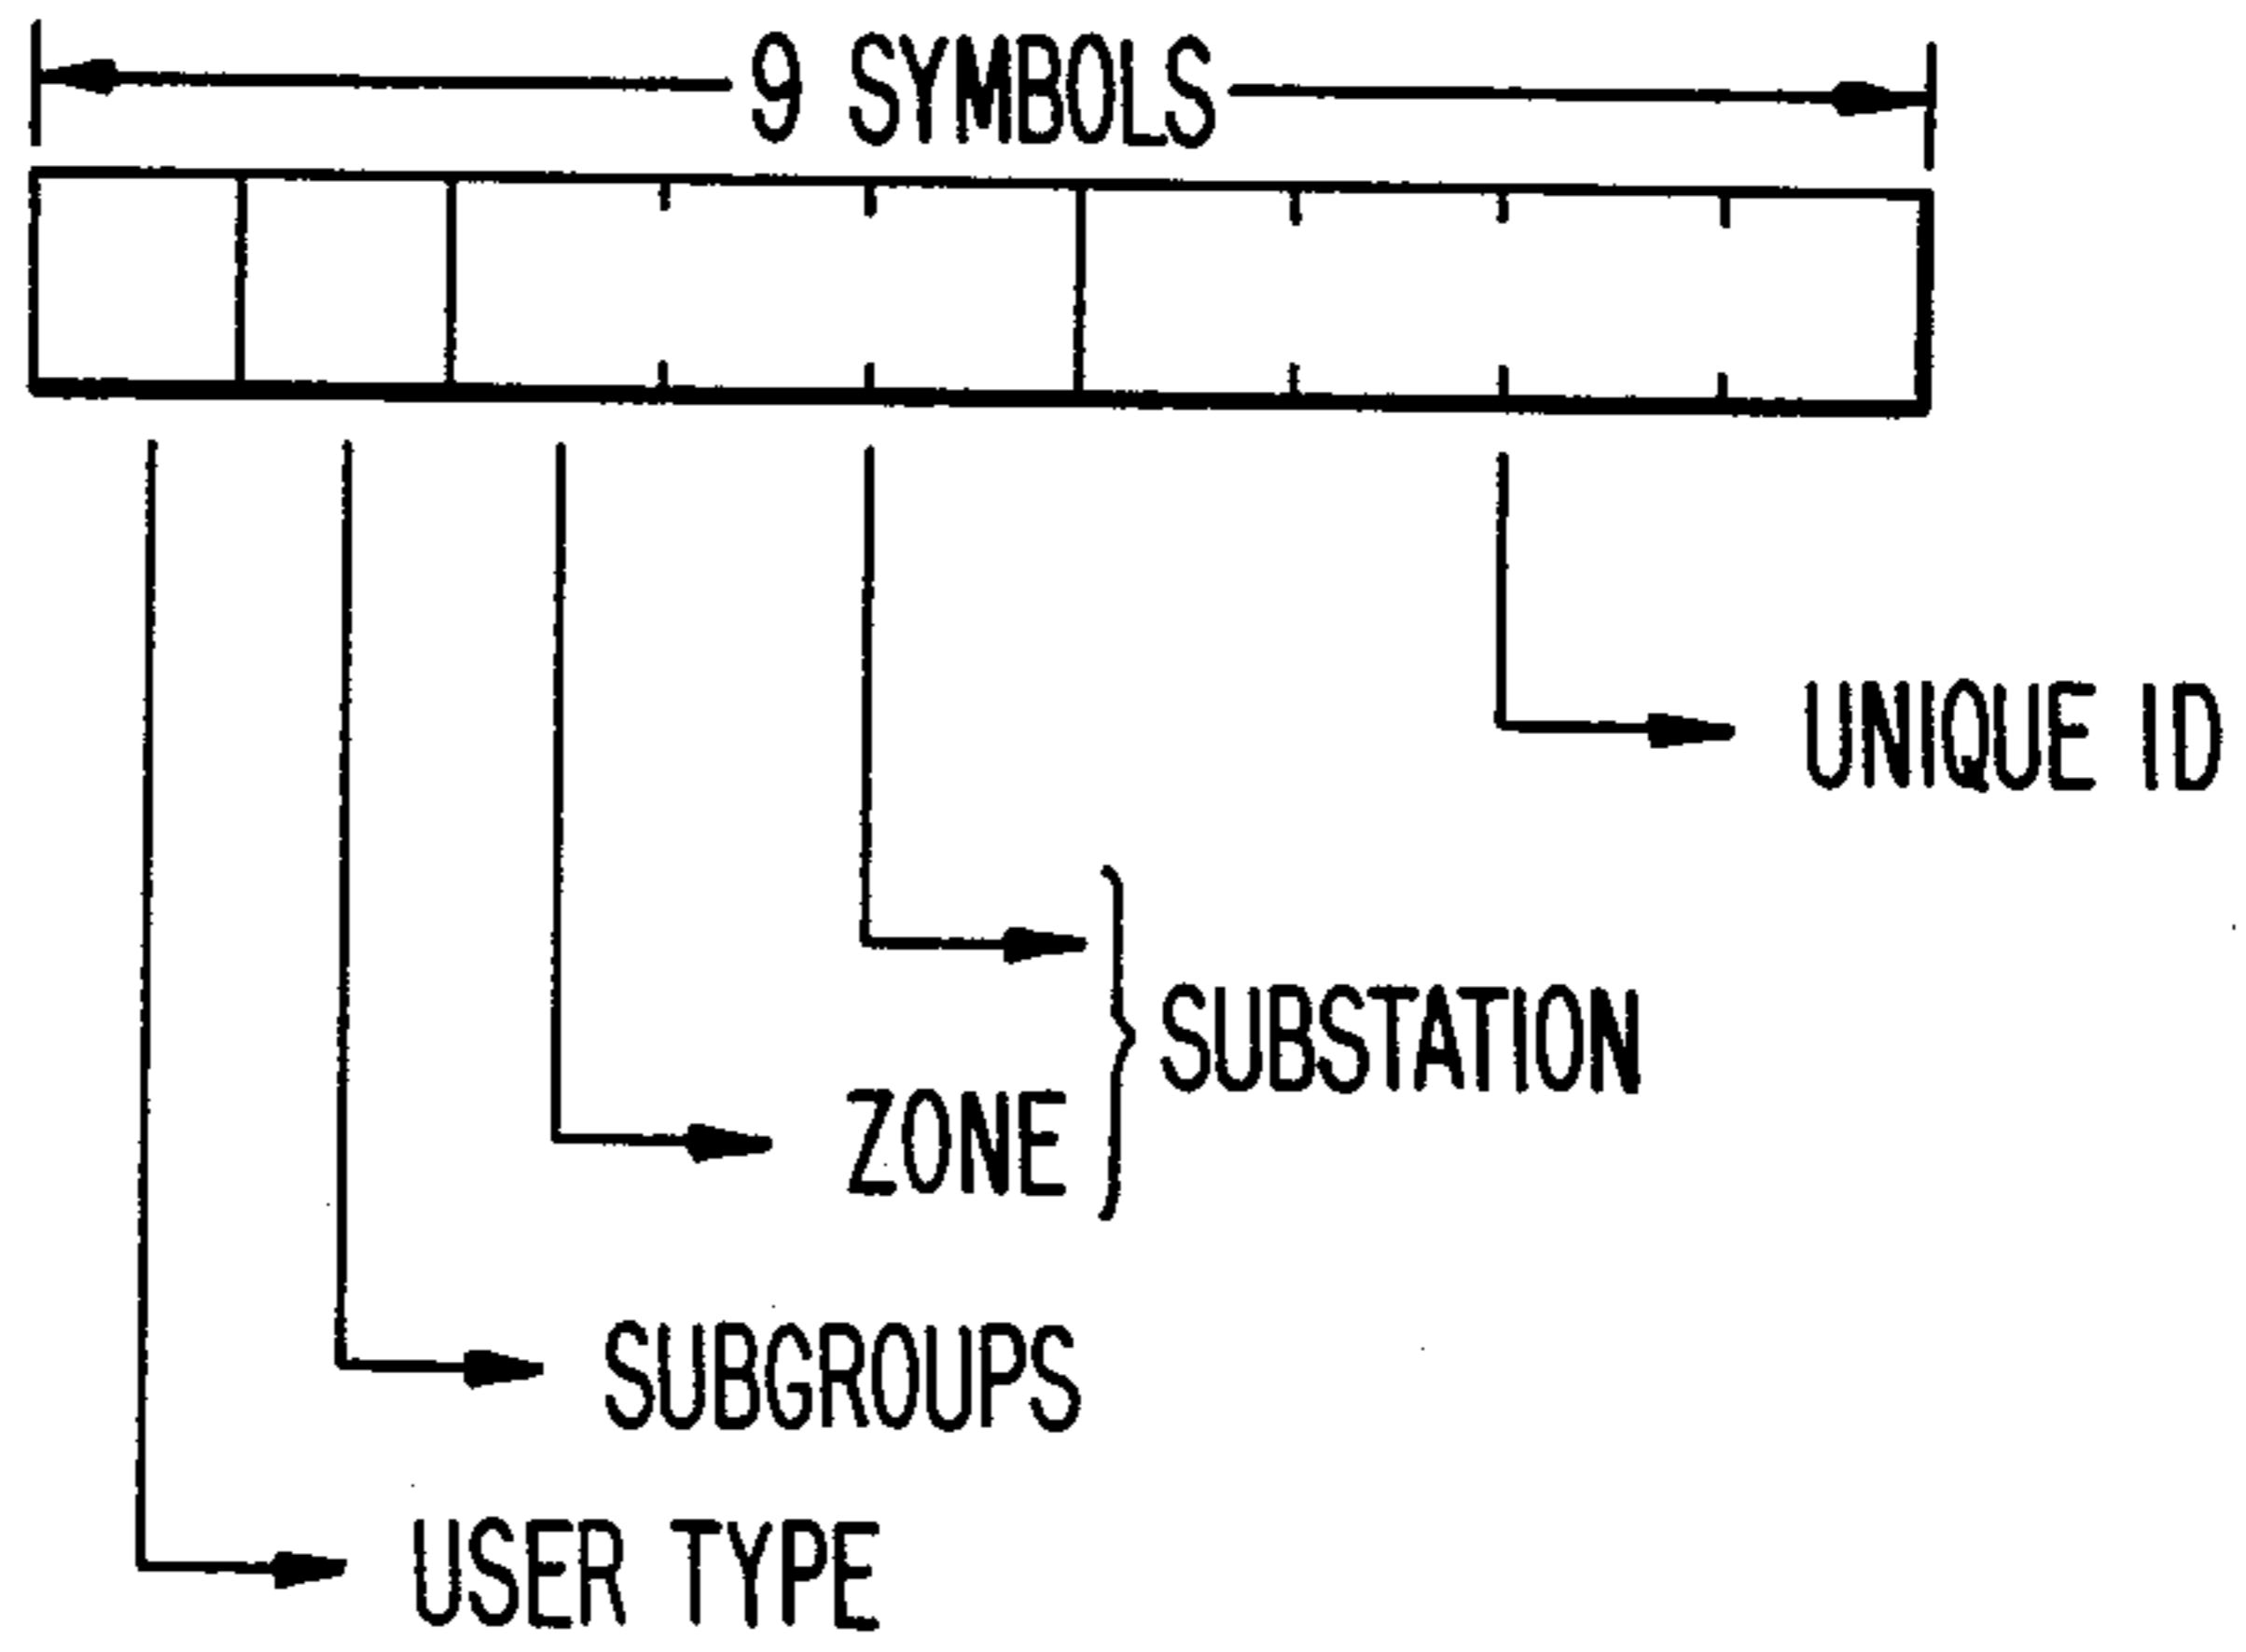 9 SYMBOLS
UNIQUE ID
SUBSTATION
ZONE
SUBGROUPS
USER TYPE